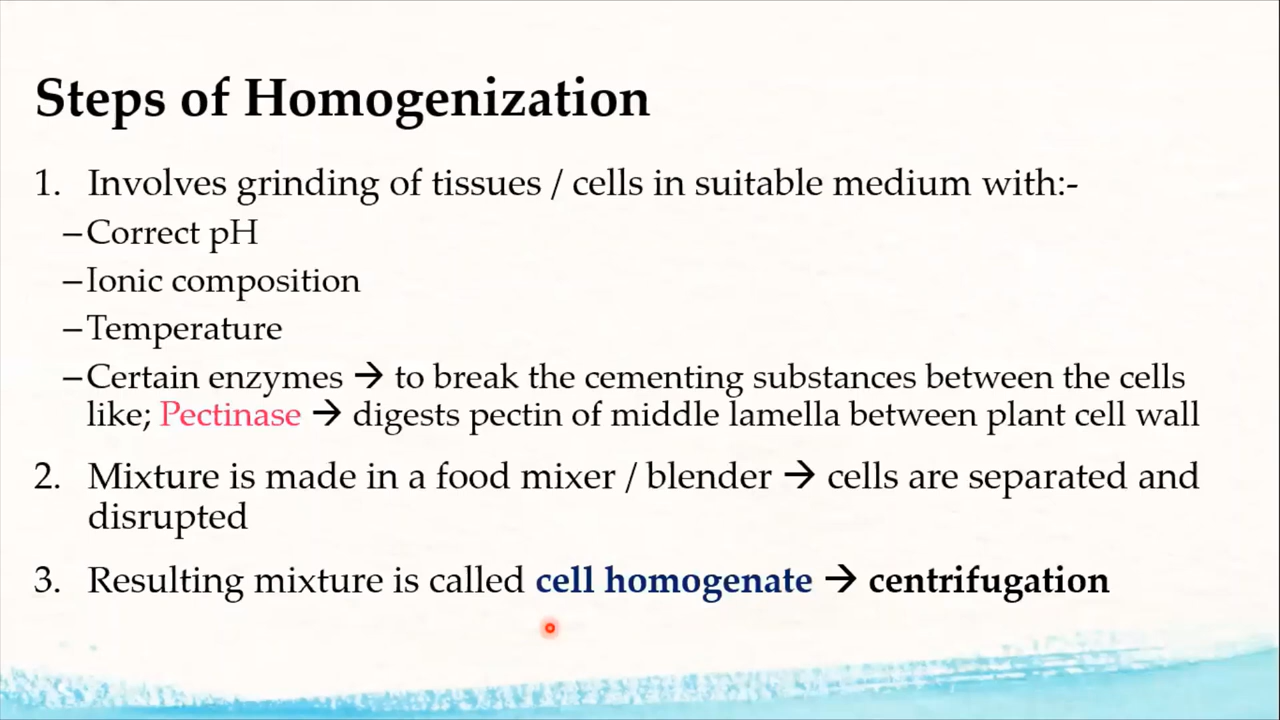 Steps of Homogenization
1. Involves grinding of tissues / cells in suitable medium with:-
–Correct pH
–Ionic composition
–Temperature
–Certain enzymes → to break the cementing substances between the cells
like; Pectinase → digests pectin of middle lamella between plant cell wall
2. Mixture is made in a food mixer / blender → cells are separated and
disrupted
3. Resulting mixture is called cell homogenate → centrifugation